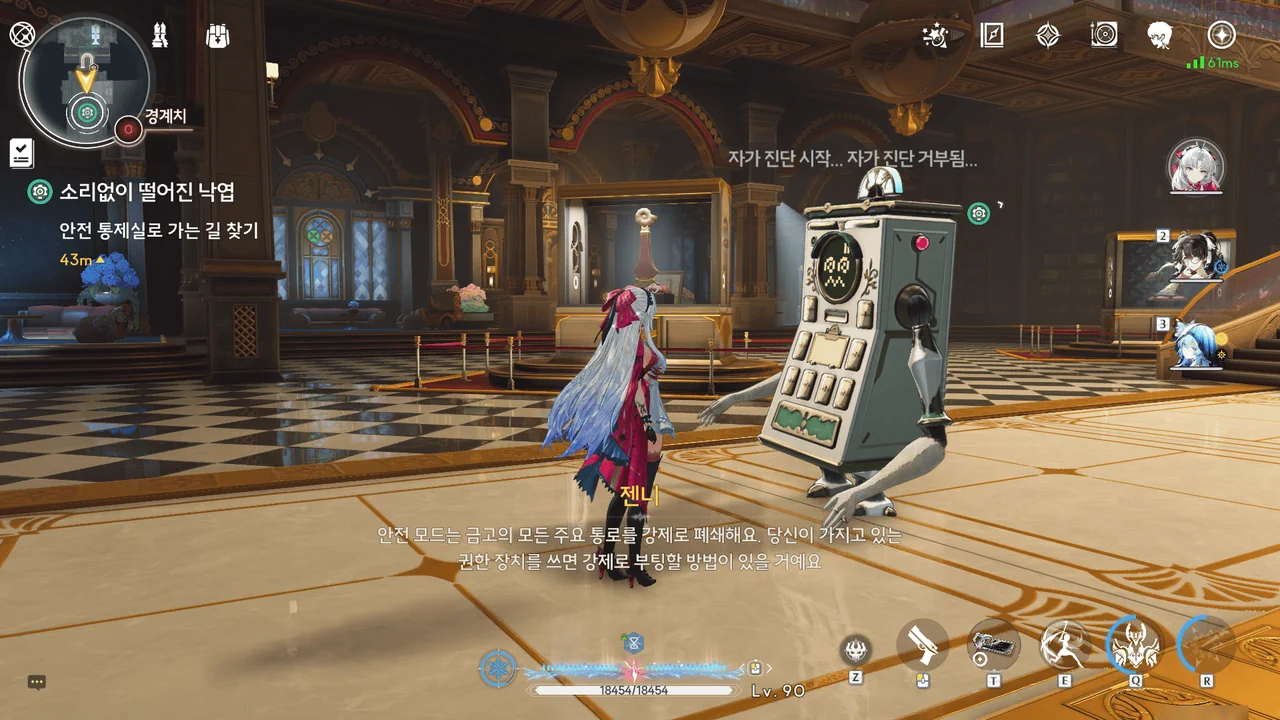 61ms
경계치
0
자가 진단 시작... 자가 진단 거부됨...
소리없이 떨어진 낙엽
안전 통제실로 가는 길 찾기
43m
2
3
젠니
안전 모드는 금고의 모든 주요 통로를 강제로 폐쇄해요. 당신이 가지고 있는
권한 장치를 쓰면 강제로 부팅할 방법이 있을 거예요
18454/18454
Lv. 90
Z
T
E
Q
R